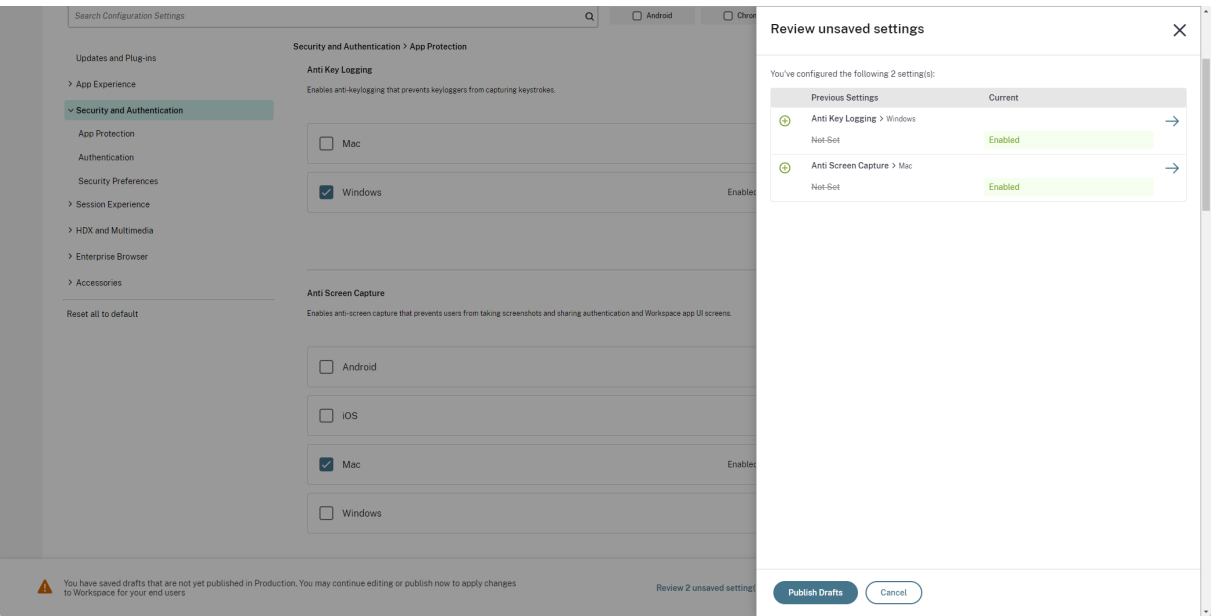 Search Configuration Settings
Android
Chrom
Updates and Plug-ins
App Experience
Security and Authentication
App Protection
Authentication
Security Preferences
Session Experience
HDX and Multimedia
Enterprise Browser
Accessories
Reset all to default
Security and Authentication > App Protection
Anti Key Logging
Enables anti-keylogging that prevents keyloggers from capturing keystrokes.
Mac
Windows
Enabled
Anti Screen Capture
Enables anti-screen capture that prevents users from taking screenshots and sharing authentication and Workspace app UI screens.
Android
iOS
Mac
Enabled
Windows
You have saved drafts that are not yet published in Production. You may continue editing or publish now to apply changes
to Workspace for your end users
Review 2 unsaved setting(
Review unsaved settings
You've configured the following 2 setting(s):
Previous Settings Current
Anti Key Logging > Windows
Not Set Enabled
Anti Screen Capture > Mac
Not Set Enabled
Publish Drafts Cancel